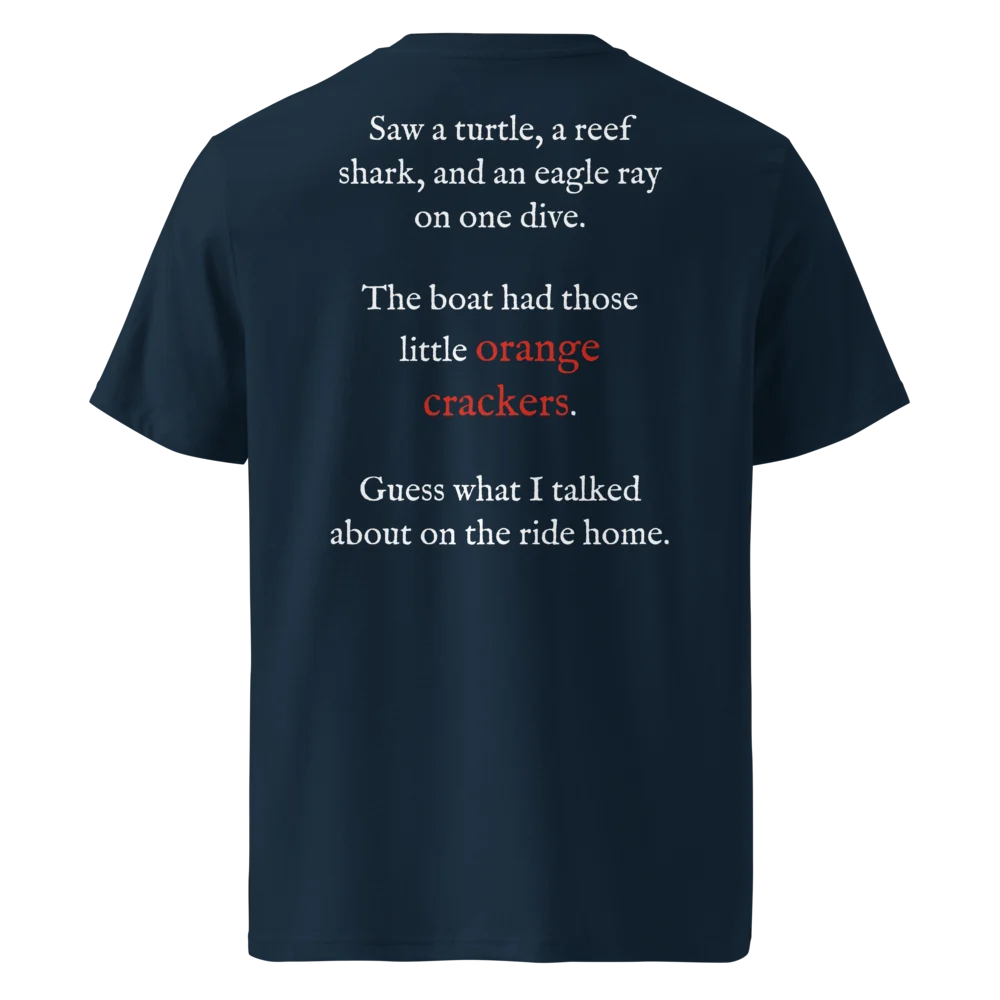 Saw a turtle, a reef
shark, and an eagle ray
on one dive.
The boat had those
little orange
crackers.
Guess what I talked
about on the ride home.